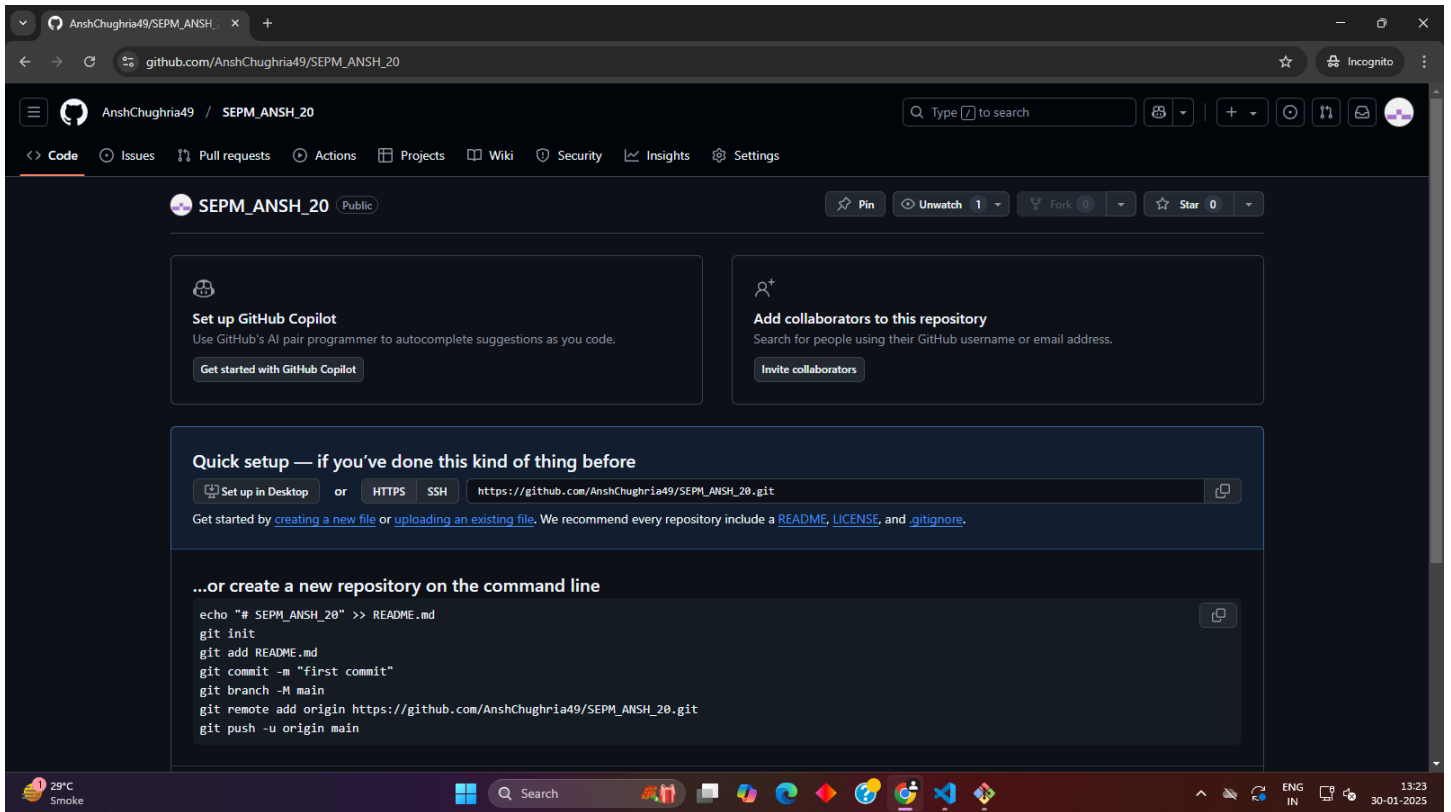 AnshChughria49/SEPM_ANSH_
github.com/AnshChughria49/SEPM_ANSH_20
Incognito
AnshChughria49 / SEPM_ANSH_20
Type / to search
Code Issues Pull requests Actions Projects Wiki Security Insights Settings
SEPM_ANSH_20 Public
Pin Unwatch 1 Fork 0 Star 0
Set up GitHub Copilot
Use GitHub's AI pair programmer to autocomplete suggestions as you code.
Get started with GitHub Copilot
Add collaborators to this repository
Search for people using their GitHub username or email address.
Invite collaborators
Quick setup — if you’ve done this kind of thing before
Set up in Desktop or HTTPS SSH https://github.com/AnshChughria49/SEPM_ANSH_20.git
Get started by creating a new file or uploading an existing file. We recommend every repository include a README, LICENSE, and .gitignore.
…or create a new repository on the command line
echo "# SEPM_ANSH_20" >> README.md
git init
git add README.md
git commit -m "first commit"
git branch -M main
git remote add origin https://github.com/AnshChughria49/SEPM_ANSH_20.git
git push -u origin main
1
29°C
Smoke
Search
ENG
IN
13:23
30-01-2025